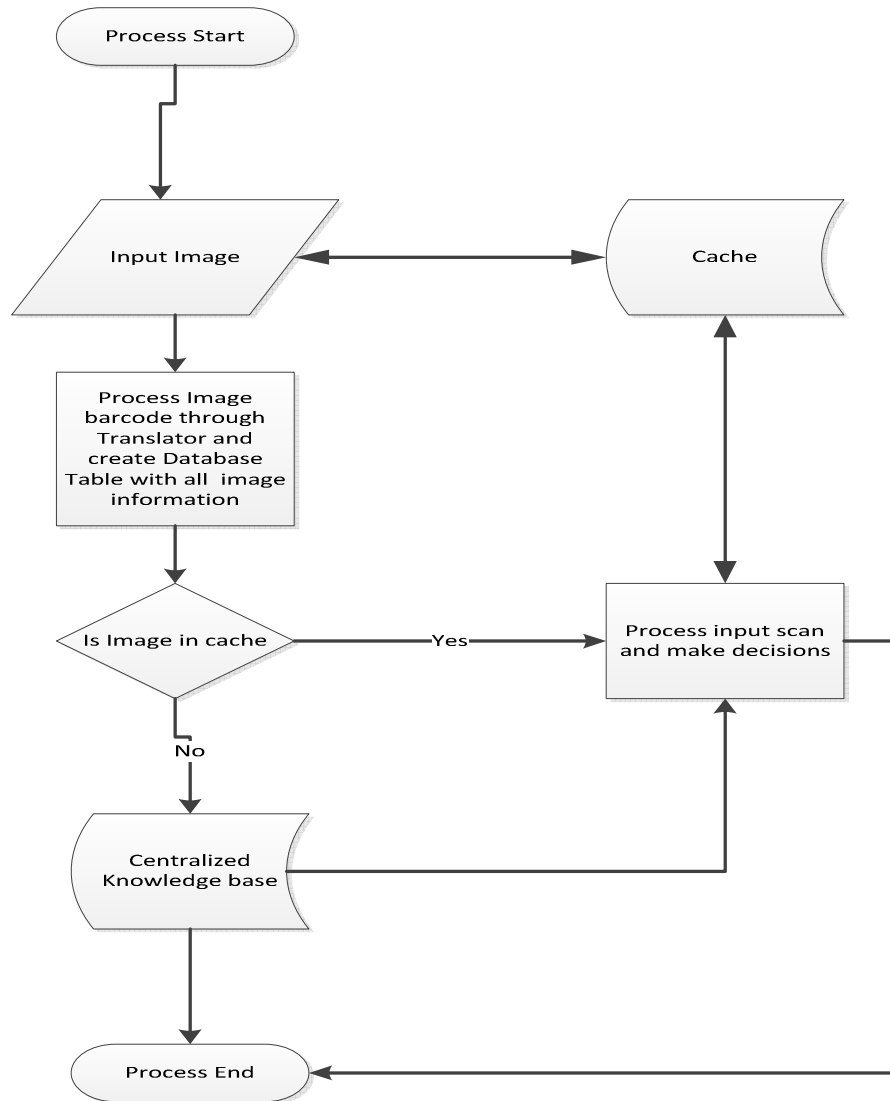 Process Start
Input Image
Cache
Process Image
barcode through
Translator and
create Database
Table with all  image
information
Is Image in cache
Yes
Process input scan
and make decisions
No
Centralized
Knowledge base
Process End